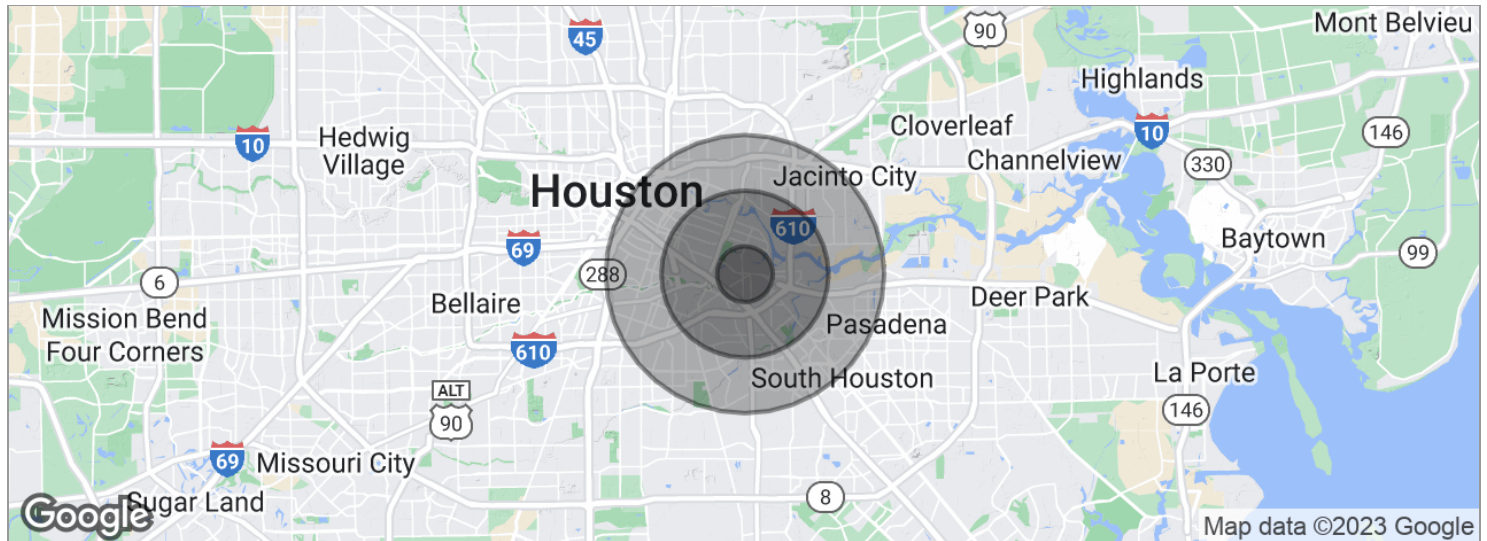 Mont Belvieu
90
45
Highlands
Cloverleaf
10
146
Hedwig
Village
10
Channelview
330
Jacinto City
Houston
610
Baytown
69
99
288
6
Deer Park
Bellaire
Mission Bend
Four Corners
Pasadena
610
South Houston
La Porte
ALT
90
146
69
Missouri City
8
Sugar Land
Google
Map data ©2023 Google